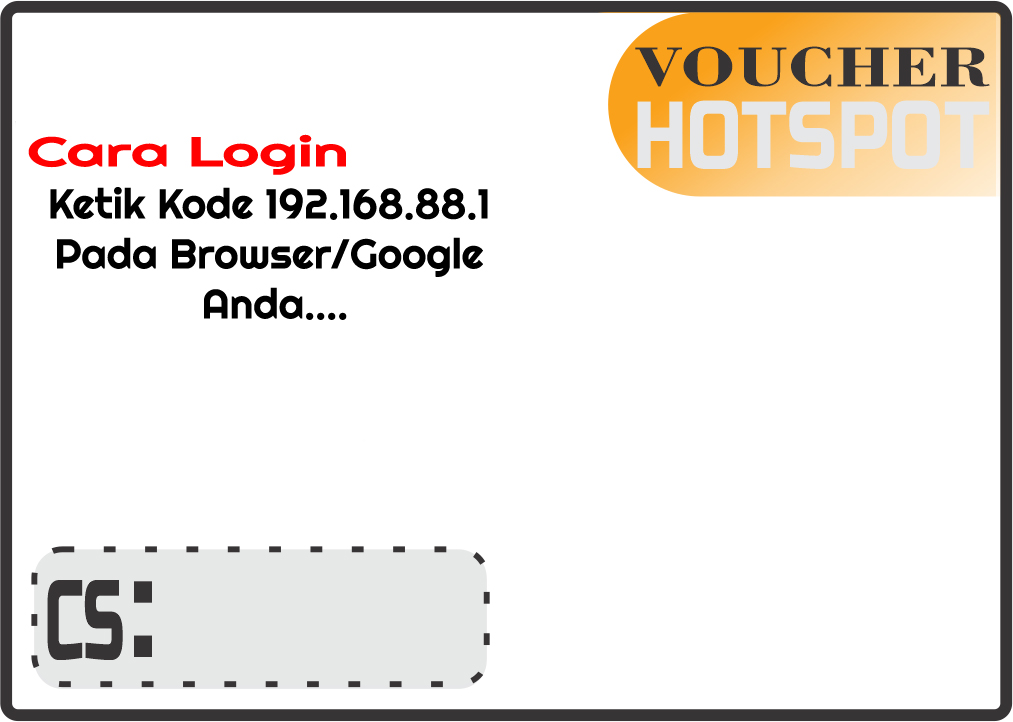 VOUCHER
HOTSPOT
Cara Login
Ketik Kode 192.168.88.1
Pada Browser/Google
Anda....
CS: